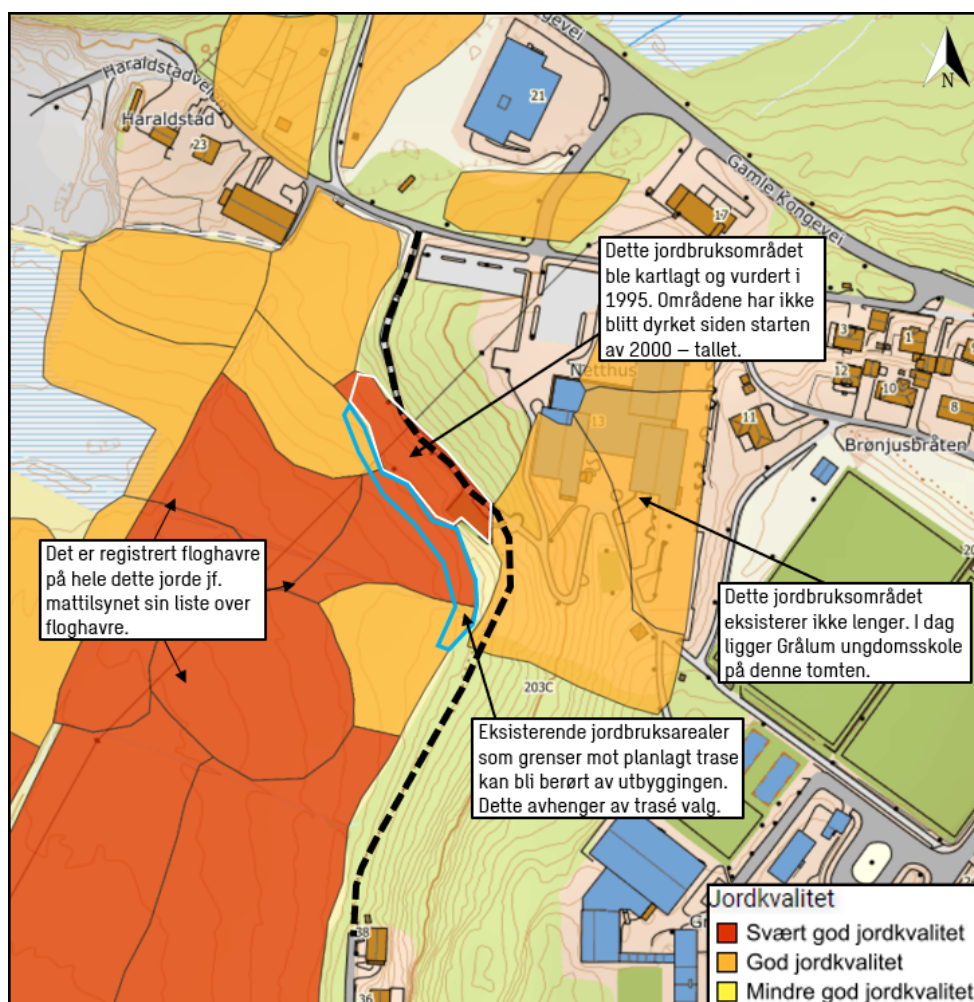 Kongevei
Haraldstadve
21
N
Haraldstad
23
Gamle Kongevei
17
Dette jordbruksområdet
ble kartlagt og vurdert i
1995. Områdene har ikke
blitt dyrket siden starten
av 2000 – tallet.
3
1
12
10
8
Netthus
13
11
Brønjusbråten
Det er registrert floghavre
på hele dette jorde jf.
mattilsynet sin liste over
floghavre.
Dette jordbruksområdet
eksisterer ikke lenger. I dag
ligger Grålum ungdomsskole
på denne tomten.
203C
Eksisterende jordbruksarealer
som grenser mot planlagt trase
kan bli berørt av utbyggingen.
Dette avhenger av trasé valg.
38
36
Jordkvalitet
Svært god jordkvalitet
God jordkvalitet
Mindre god jordkvalitet